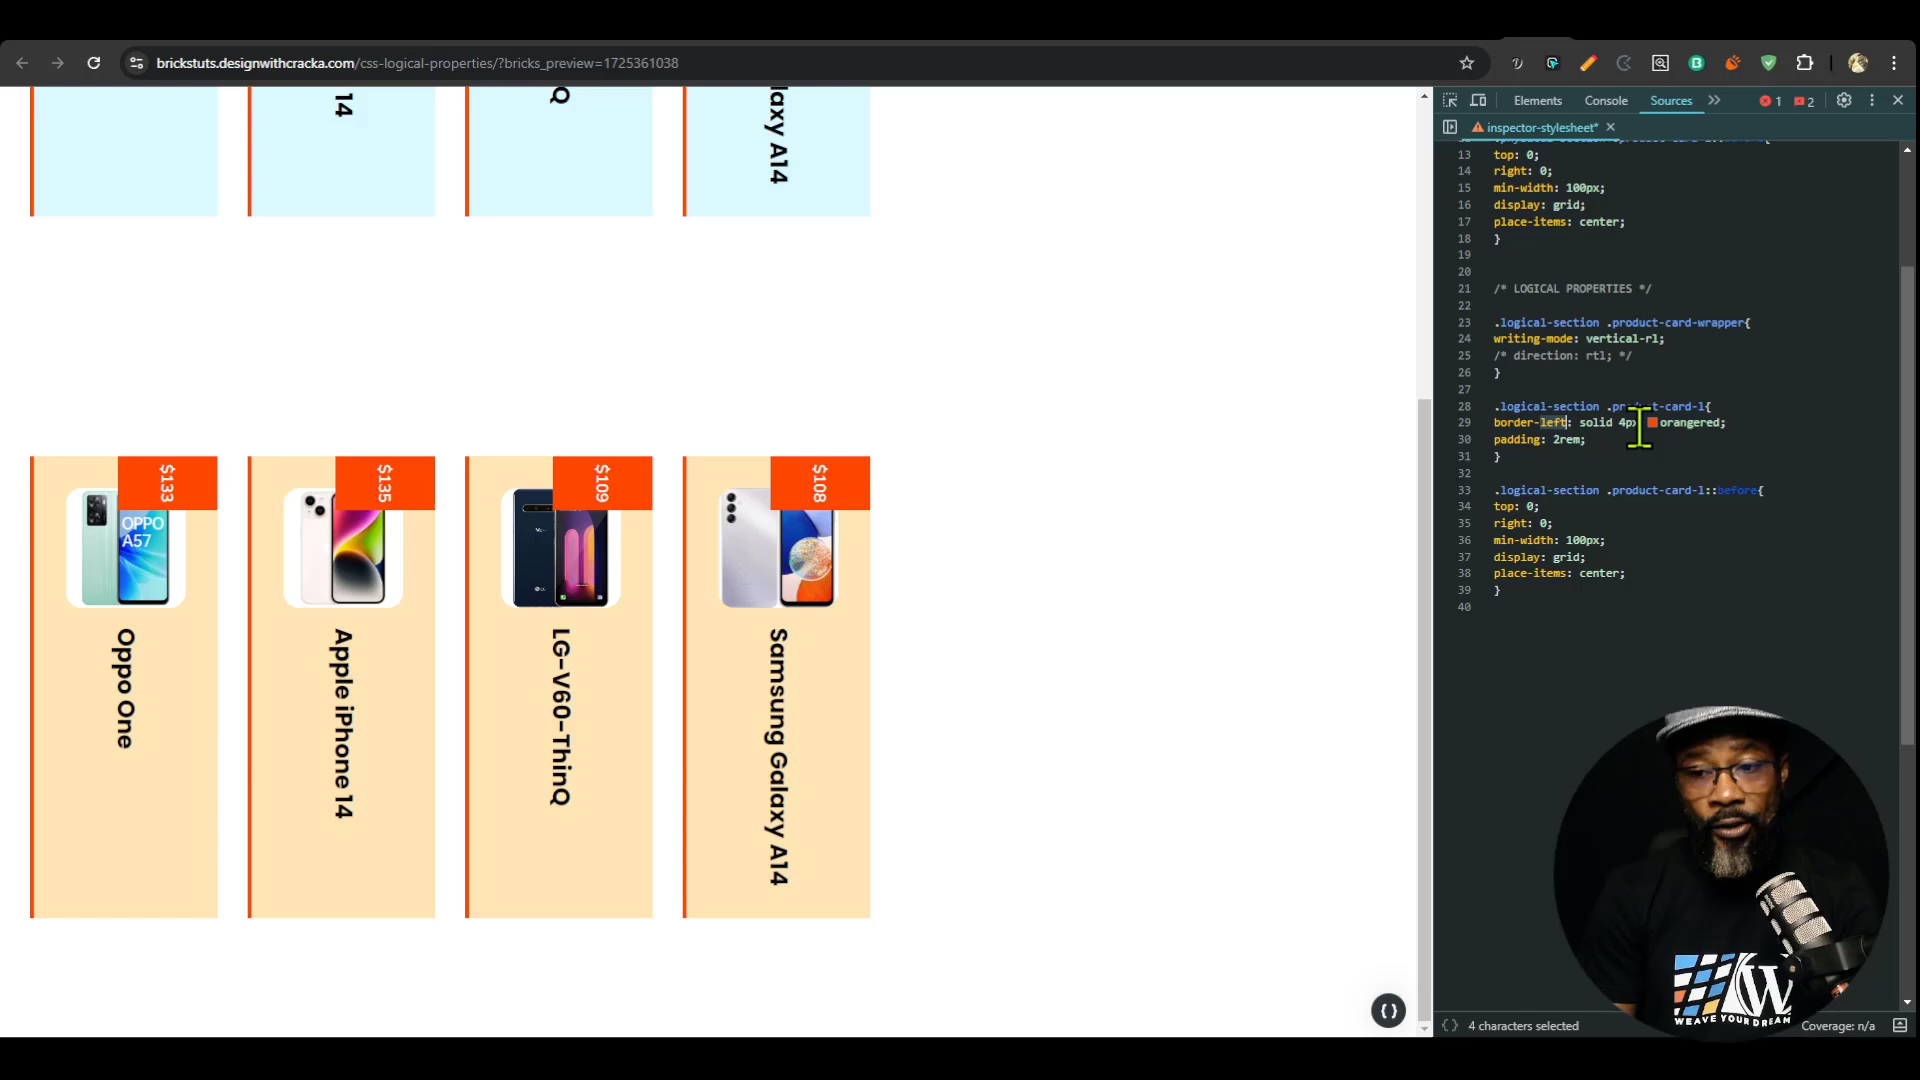 brickstuts.designwithcracka.com/css-logical-properties/?bricks_preview=1725361038
Elements
Console
Sources
1
2
inspector-stylesheet*
14
Q
laxy A14
13 top: 0;
14 right: 0;
15 min-width: 100px;
16 display: grid;
17 place-items: center;
18 }
19
20
21 /* LOGICAL PROPERTIES */
22
23 .logical-section .product-card-wrapper{
24 writing-mode: vertical-rl;
25 /* direction: rtl; */
26 }
27
28 .logical-section .product-card-l{
29 border-left: solid 4px orangered;
30 padding: 2rem;
31 }
32
33 .logical-section .product-card-l::before{
34 top: 0;
35 right: 0;
36 min-width: 100px;
37 display: grid;
38 place-items: center;
39 }
40
$133
$135
$109
$108
OPPO
A57
Oppo One
Apple iPhone 14
LG-V60-ThinQ
Samsung Galaxy A14
W
WEAVE YOUR DREAM
{} 4 characters selected
Coverage: n/a